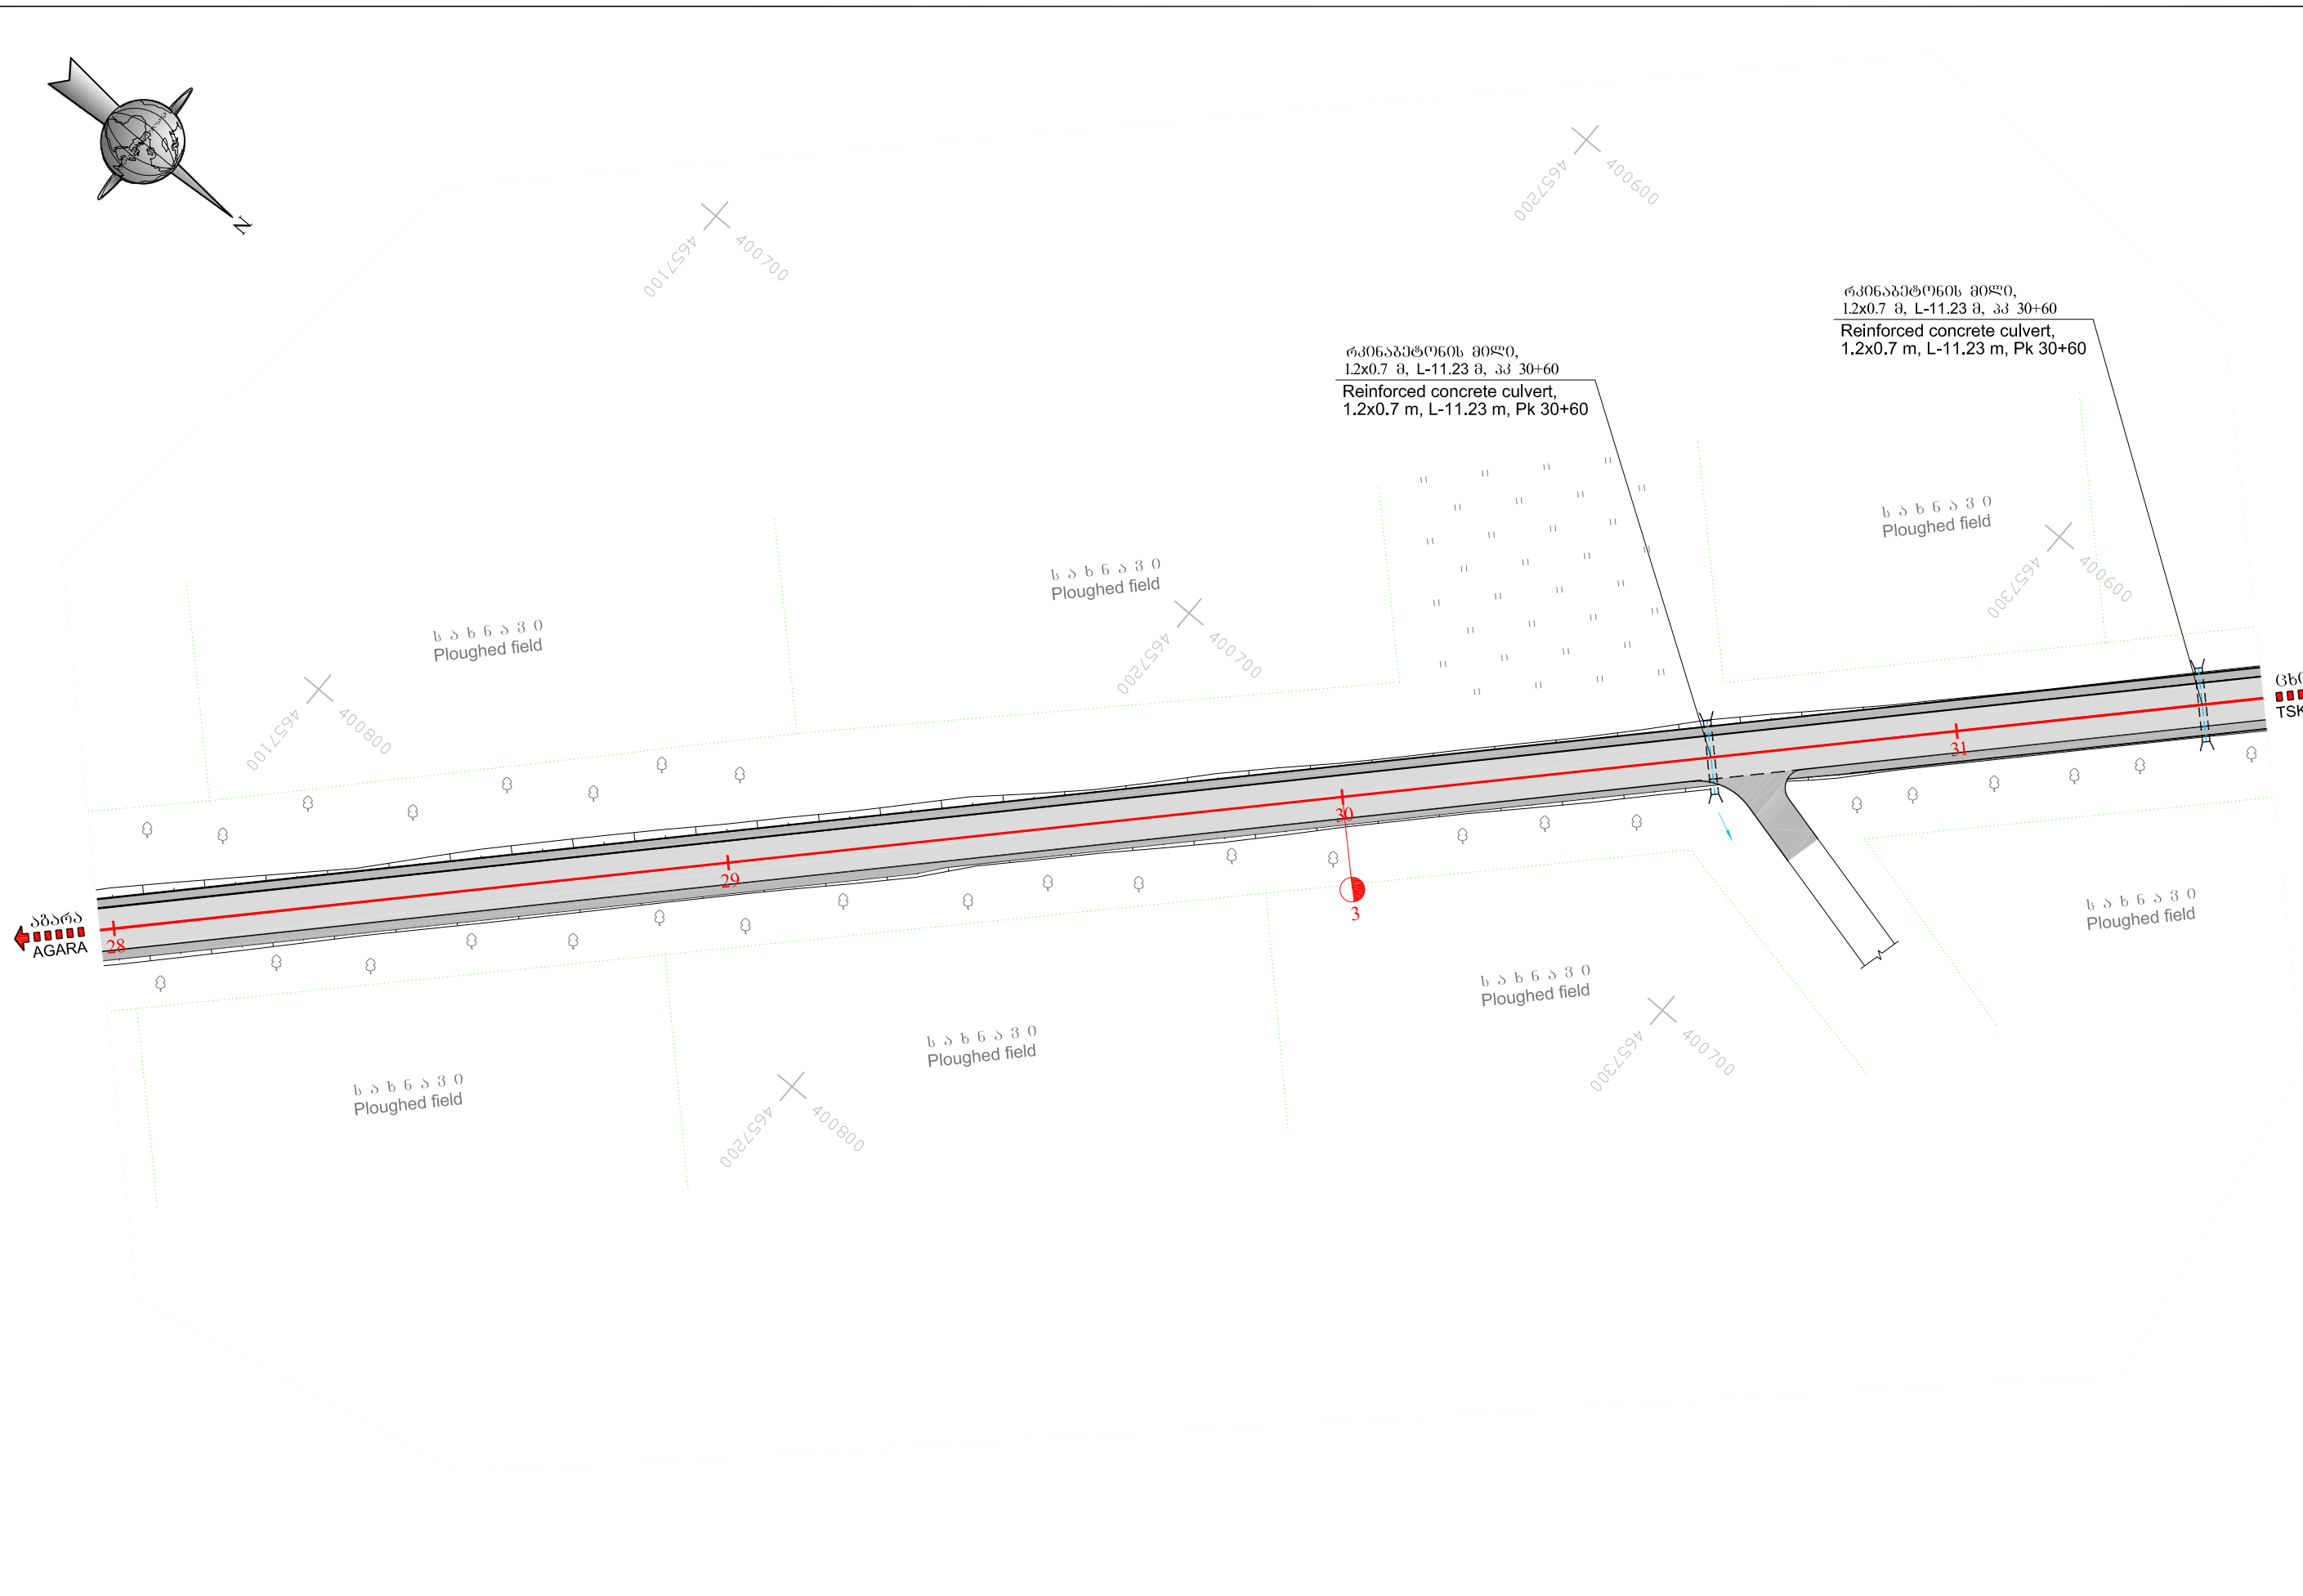 N
4657100
400700
4657200
400600
რკინაბეტონის მილი,
1.2x0.7 მ, L-11.23 მ, პკ 30+60
Reinforced concrete culvert,
1.2x0.7 m, L-11.23 m, Pk 30+60
რკინაბეტონის მილი,
1.2x0.7 მ, L-11.23 მ, პკ 30+60
Reinforced concrete culvert,
1.2x0.7 m, L-11.23 m, Pk 30+60
სახნავი
Ploughed field
4657300
400600
სახნავი
Ploughed field
4657200
400700
სახნავი
Ploughed field
4657100
400800
ცხი
TSK
31
30
29
28
3
აგარა
AGARA
სახნავი
Ploughed field
სახნავი
Ploughed field
4657300
400700
სახნავი
Ploughed field
4657200
400800
სახნავი
Ploughed field